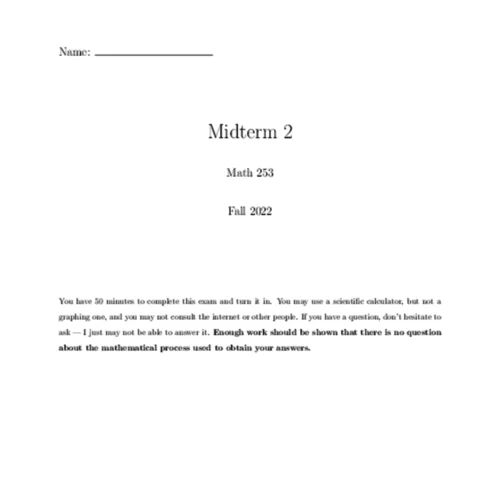 Name:
Midterm 2
Math 253
Fall 2022
You have 50 minutes to complete this exam and turn it in. You may use a scientific calculator, but not a
graphing one, and you may not consult the internet or other people. If you have a question, don't hesitate to
ask — I just may not be able to answer it. Enough work should be shown that there is no question
about the mathematical process used to obtain your answers.